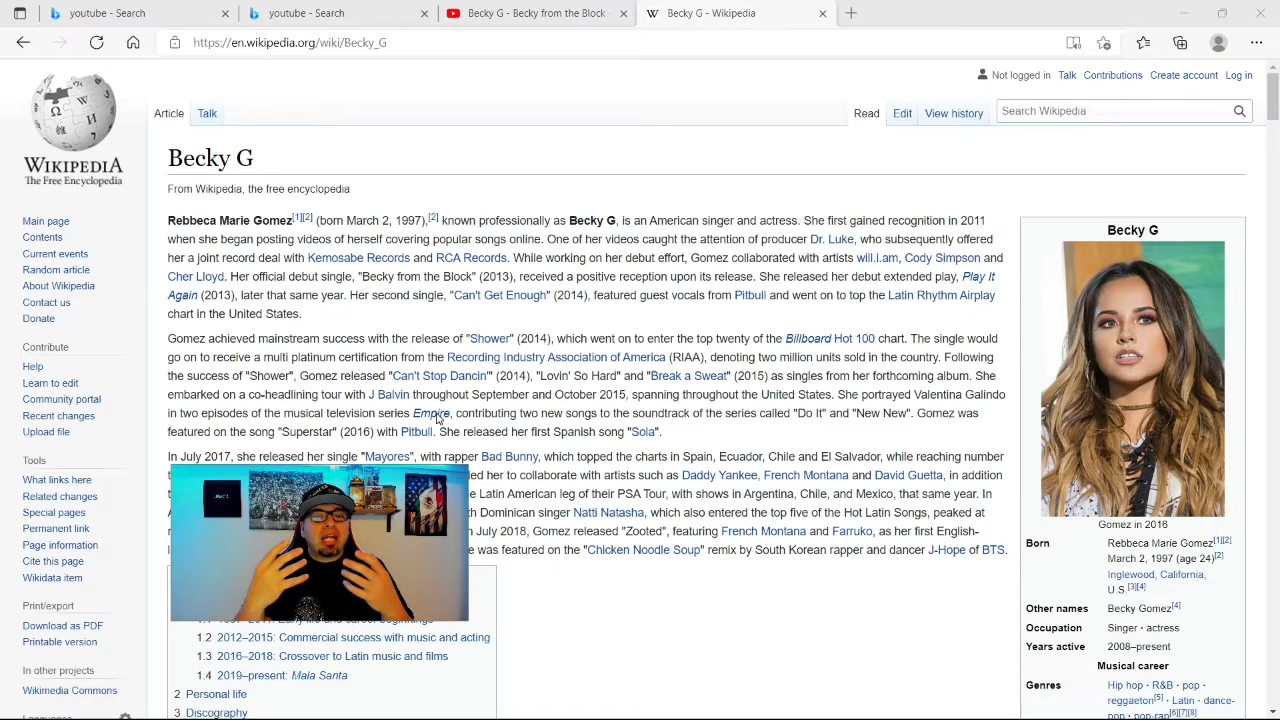 youtube - Search
youtube - Search
Becky G - Becky from the Block -
Becky G - Wikipedia
https://en.wikipedia.org/wiki/Becky_G
Not logged in Talk Contributions Create account Log in
Article Talk
Read Edit View history
Search Wikipedia
WIKIPEDIA
The Free Encyclopedia
Main page
Contents
Current events
Random article
About Wikipedia
Contact us
Donate
Contribute
Help
Learn to edit
Community portal
Recent changes
Upload file
Tools
What links here
Related changes
Special pages
Permanent link
Page information
Cite this page
Wikidata item
Print/export
Download as PDF
Printable version
In other projects
Wikimedia Commons
Languages
Becky G
From Wikipedia, the free encyclopedia
Rebbeca Marie Gomez[1][2] (born March 2, 1997),[2] known professionally as Becky G, is an American singer and actress. She first gained recognition in 2011
when she began posting videos of herself covering popular songs online. One of her videos caught the attention of producer Dr. Luke, who subsequently offered
her a joint record deal with Kemosabe Records and RCA Records. While working on her debut effort, Gomez collaborated with artists will.i.am, Cody Simpson and
Cher Lloyd. Her official debut single, "Becky from the Block" (2013), received a positive reception upon its release. She released her debut extended play, Play It
Again (2013), later that same year. Her second single, "Can't Get Enough" (2014), featured guest vocals from Pitbull and went on to top the Latin Rhythm Airplay
chart in the United States.
Gomez achieved mainstream success with the release of "Shower" (2014), which went on to enter the top twenty of the Billboard Hot 100 chart. The single would
go on to receive a multi platinum certification from the Recording Industry Association of America (RIAA), denoting two million units sold in the country. Following
the success of "Shower", Gomez released "Can't Stop Dancin'" (2014), "Lovin' So Hard" and "Break a Sweat" (2015) as singles from her forthcoming album. She
embarked on a co-headlining tour with J Balvin throughout September and October 2015, spanning throughout the United States. She portrayed Valentina Galindo
in two episodes of the musical television series Empire, contributing two new songs to the soundtrack of the series called "Do It" and "New New". Gomez was
featured on the song "Superstar" (2016) with Pitbull. She released her first Spanish song "Sola".
In July 2017, she released her single "Mayores", with rapper Bad Bunny, which topped the charts in Spain, Ecuador, Chile and El Salvador, while reaching number
her to collaborate with artists such as Daddy Yankee, French Montana and David Guetta, in addition
Latin American leg of their PSA Tour, with shows in Argentina, Chile, and Mexico, that same year. In
Dominican singer Natti Natasha, which also entered the top five of the Hot Latin Songs, peaked at
July 2018, Gomez released "Zooted", featuring French Montana and Farruko, as her first English-
was featured on the "Chicken Noodle Soup" remix by South Korean rapper and dancer J-Hope of BTS.
1.2 2012–2015: Commercial success with music and acting
1.3 2016–2018: Crossover to Latin music and films
1.4 2019–present: Mala Santa
2 Personal life
3 Discography
Becky G
Gomez in 2016
Born Rebbeca Marie Gomez[1][2]
March 2, 1997 (age 24)[2]
Inglewood, California,
U.S.[3][4]
Other names Becky Gomez[4]
Occupation Singer · actress
Years active 2008–present
Musical career
Genres Hip hop · R&B · pop ·
reggaeton[5] · Latin · dance-
pop · pop-rap[6][7][8]